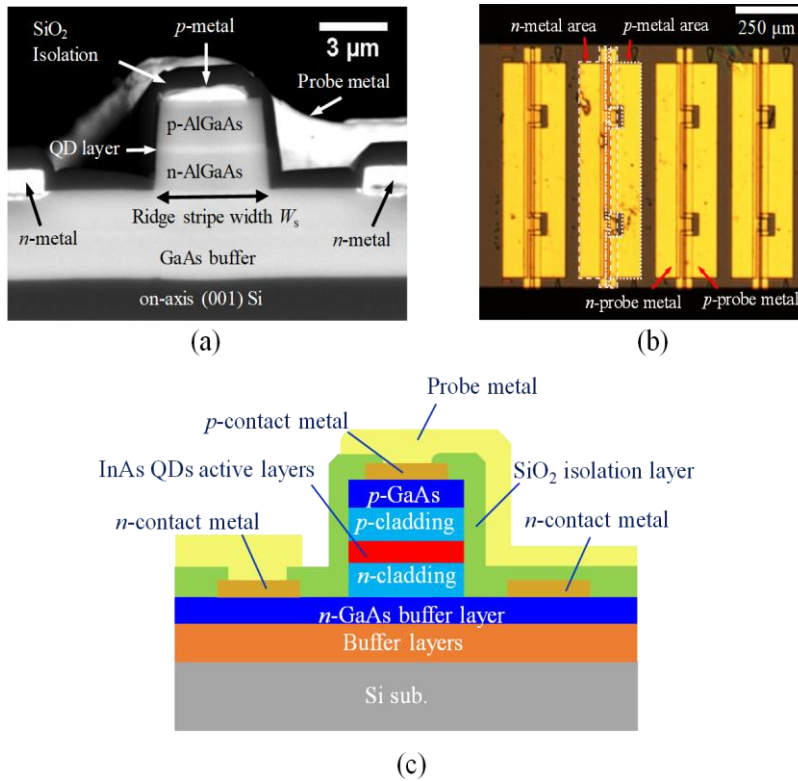 SiO2
Isolation
p-metal
3 µm
Probe metal
p-AlGaAs
QD layer
n-AlGaAs
n-metal
Ridge stripe width Ws
n-metal
GaAs buffer
on-axis (001) Si
(a)
n-metal area
p-metal area
250 µm
n-probe metal
p-probe metal
(b)
Probe metal
p-contact metal
InAs QDs active layers
SiO2 isolation layer
n-contact metal
n-contact metal
p-GaAs
p-cladding
n-cladding
n-GaAs buffer layer
Buffer layers
Si sub.
(c)